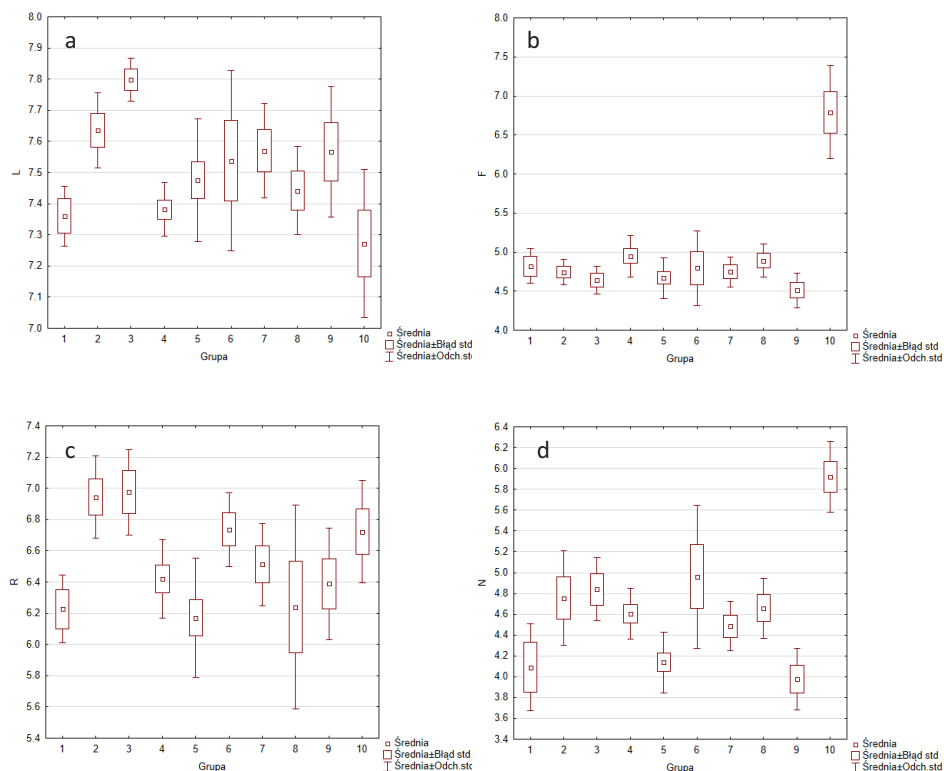 a
8.0
7.9
7.8
7.7
7.6
7.5
7.4
7.3
7.2
7.1
7.0
L
1 2 3 4 5 6 7 8 9 10
Grupa
Średnia
Średnia±Błąd std
Średnia±Odch.std
b
8.0
7.5
7.0
6.5
6.0
5.5
5.0
4.5
4.0
F
1 2 3 4 5 6 7 8 9 10
Grupa
Średnia
Średnia±Błąd std
Średnia±Odch.std
c
7.4
7.2
7.0
6.8
6.6
6.4
6.2
6.0
5.8
5.6
5.4
R
1 2 3 4 5 6 7 8 9 10
Grupa
Średnia
Średnia±Błąd std
Średnia±Odch.std
d
6.4
6.2
6.0
5.8
5.6
5.4
5.2
5.0
4.8
4.6
4.4
4.2
4.0
3.8
3.6
3.4
N
1 2 3 4 5 6 7 8 9 10
Grupa
Średnia
Średnia±Błąd std
Średnia±Odch.std